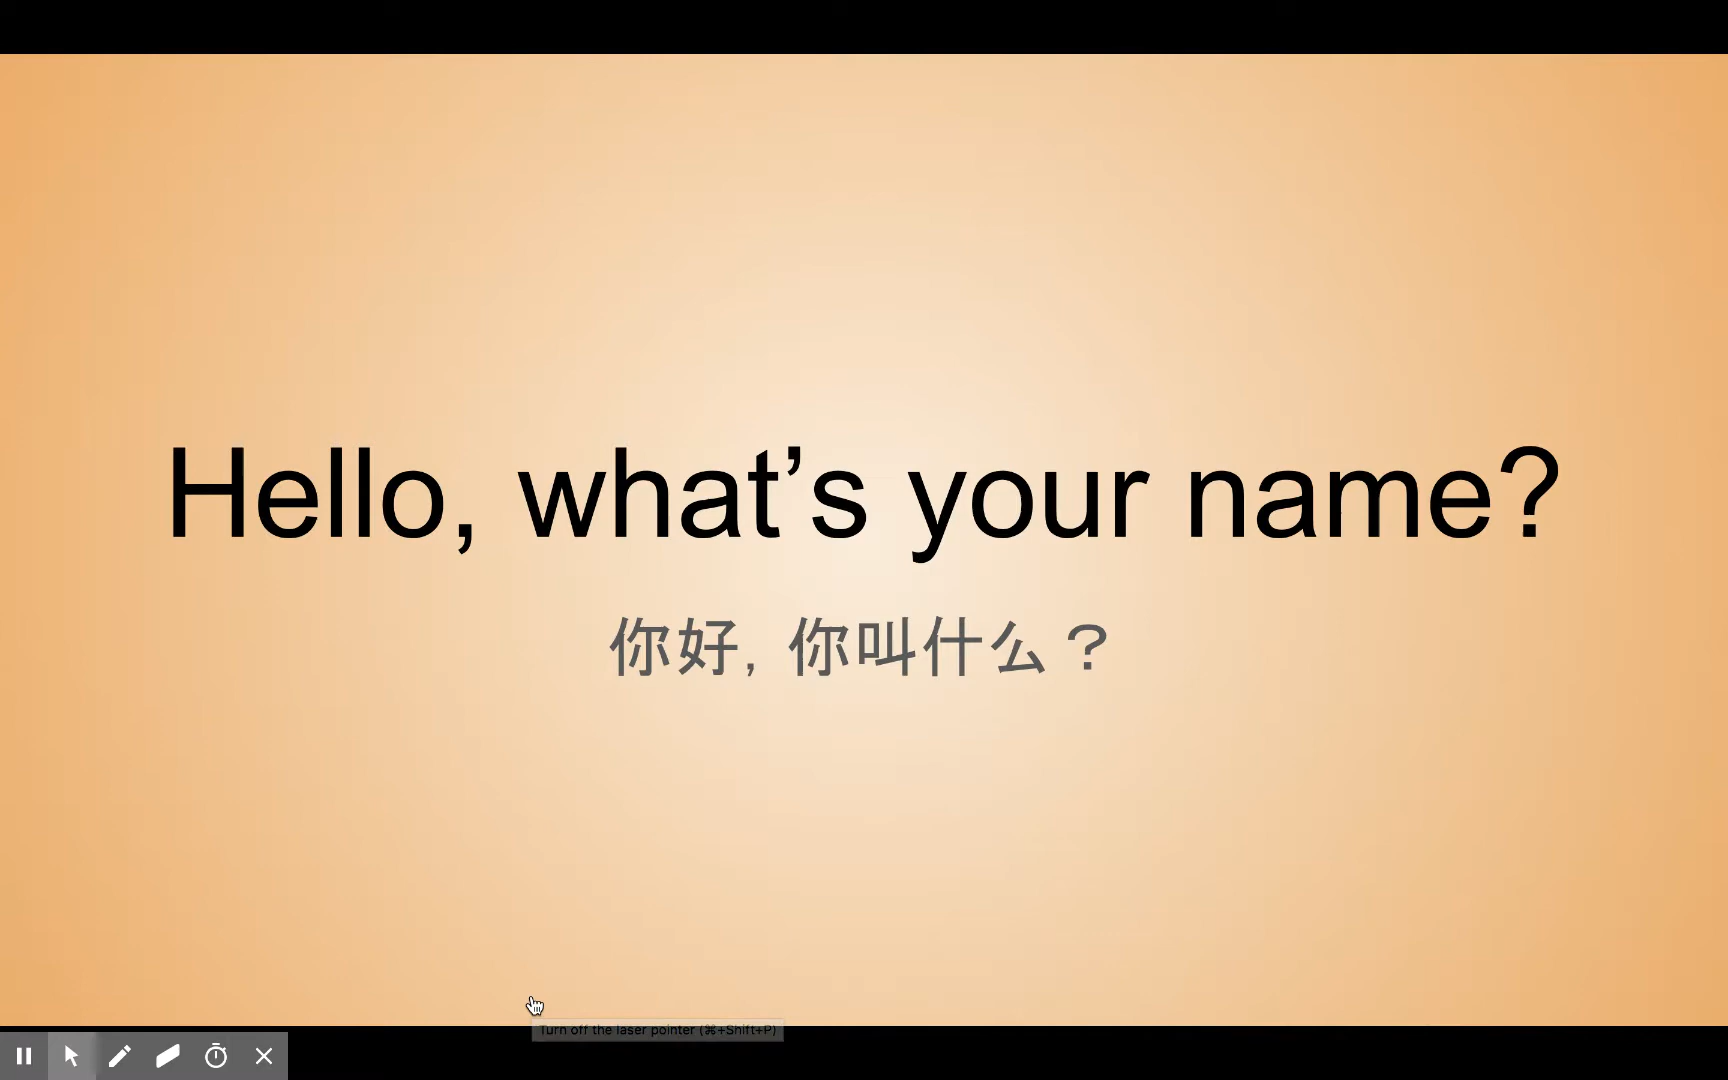 Hello, what’s your name?
你好, 你叫什么？
Turn off the laser pointer (⌘+Shift+P)